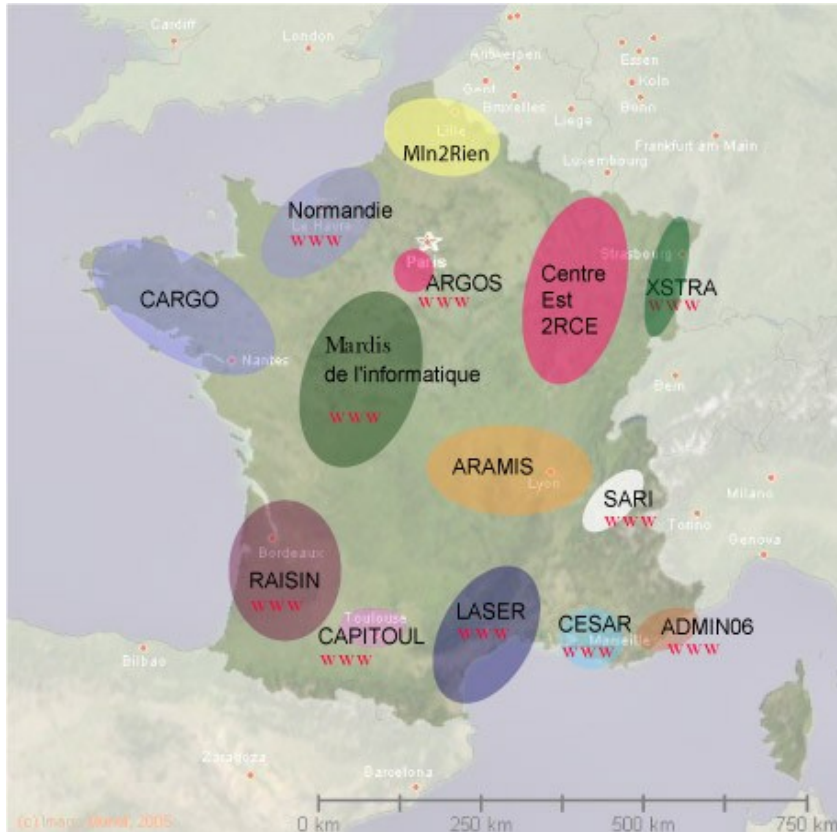 Cardiff
London
Antwerpen
Essen
Koln
Gent
Bruxelles
Bonn
Liege
Lille
MIn2Rien
Frankfurt am Main
Luxembourg
Normandie
Le Havre
WWW
Paris
Strasbourg
ARGOS
WWW
Centre
Est
2RCE
XSTRA
WWW
CARGO
Nantes
Mardis
de l'informatique
WWW
Bern
ARAMIS
Lyon
SARI
WWW
Milano
Torino
Genova
Bordeaux
RAISIN
WWW
Toulouse
CAPITOUL
WWW
LASER
WWW
CESAR
Marseille
WWW
ADMIN06
WWW
Bilbao
Zaragoza
Barcelona
2005
0 km
250 km
500 km
750 km